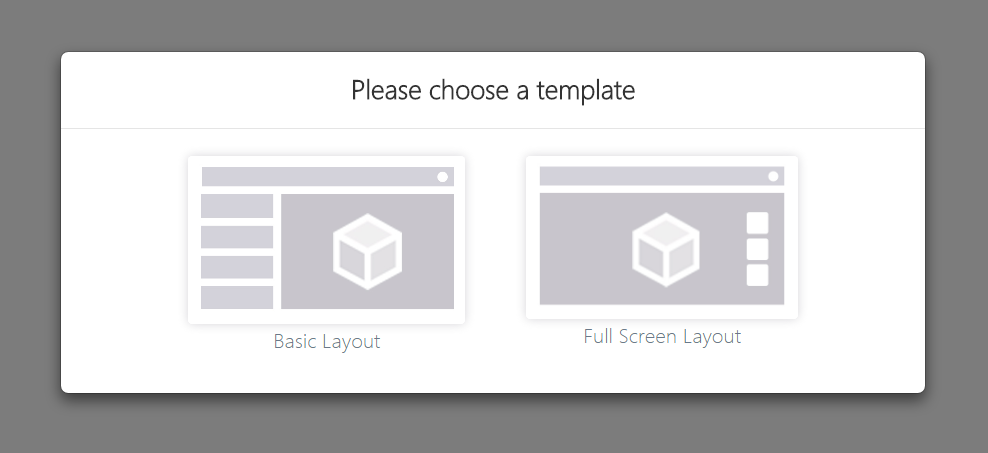 Please choose a template
Basic Layout
Full Screen Layout